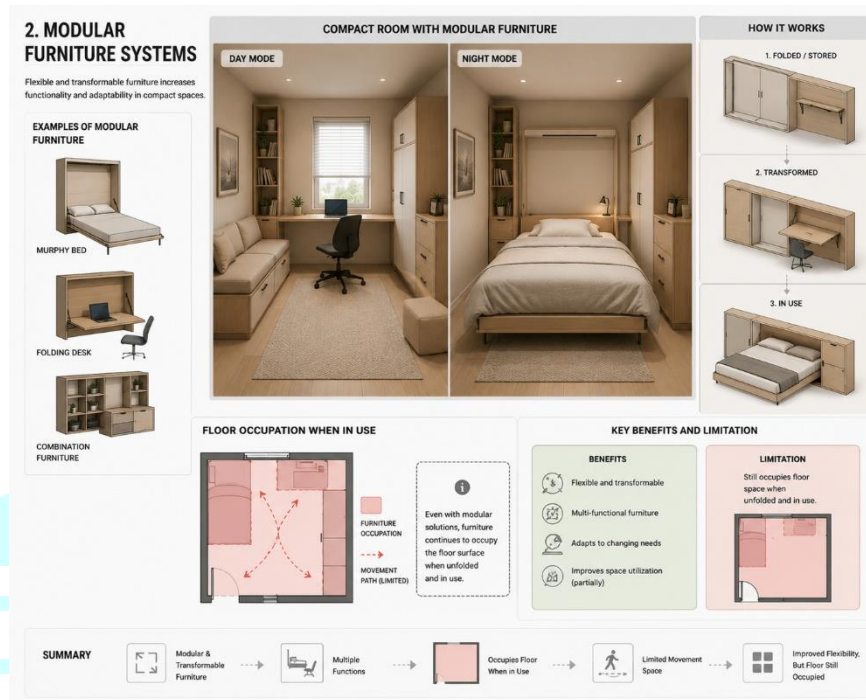 2. MODULAR
FURNITURE SYSTEMS
Flexible and transformable furniture increases
functionality and adaptability in compact spaces.
EXAMPLES OF MODULAR
FURNITURE
MURPHY BED
FOLDING DESK
COMBINATION
FURNITURE
COMPACT ROOM WITH MODULAR FURNITURE
DAY MODE
NIGHT MODE
HOW IT WORKS
1. FOLDED / STORED
2. TRANSFORMED
3. IN USE
FLOOR OCCUPATION WHEN IN USE
FURNITURE
OCCUPATION
MOVEMENT
PATH (LIMITED)
Even with modular
solutions, furniture
continues to occupy
the floor surface
when unfolded
and in use.
KEY BENEFITS AND LIMITATION
BENEFITS
Flexible and transformable
Multi-functional furniture
Adapts to changing needs
Improves space utilization
(partially)
LIMITATION
Still occupies floor
space when
unfolded and in use.
SUMMARY
Modular &
Transformable
Furniture
Multiple
Functions
Occupies Floor
When in Use
Limited Movement
Space
Improved Flexibility,
But Floor Still
Occupied